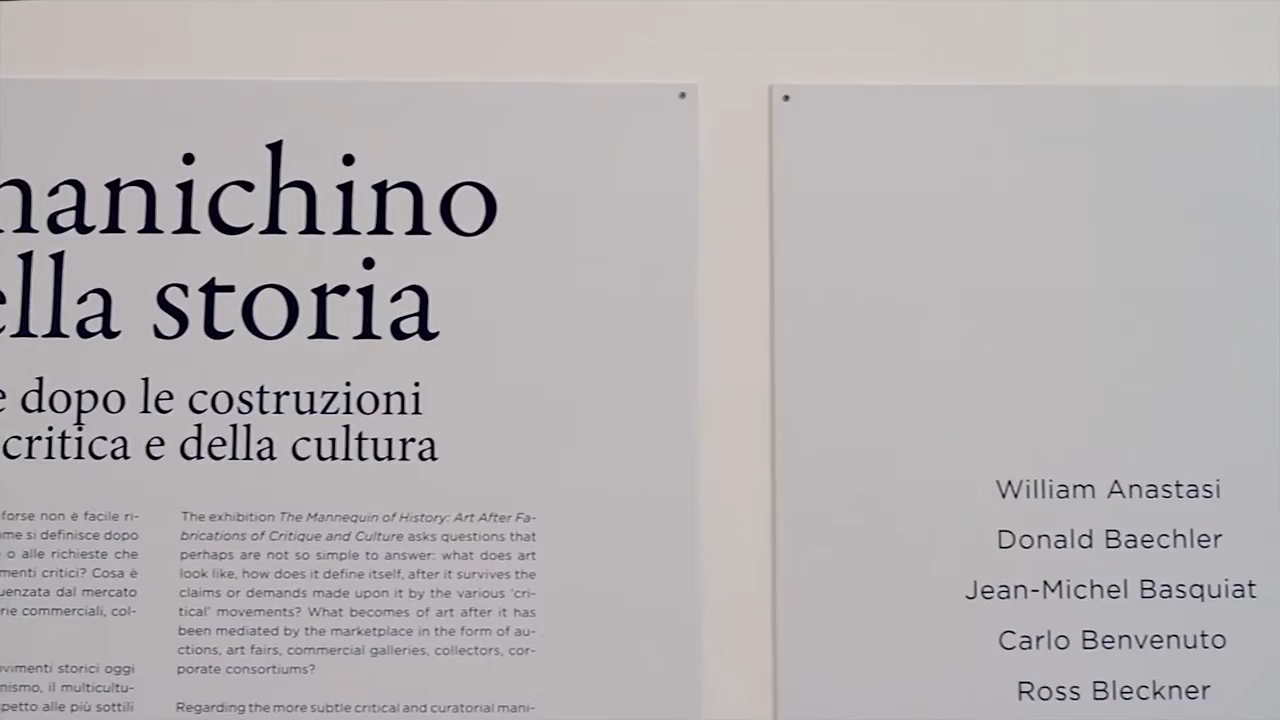 manichino
ella storia
e dopo le costruzioni
critica e della cultura
forse non è facile ri-
me si definisce dopo
o alle richieste che
menti critici? Cosa è
uenzata dal mercato
rie commerciali, col-
vimenti storici oggi
nismo, il multicultu-
petto alle più sottili
The exhibition The Mannequin of History: Art After Fa-
brications of Critique and Culture asks questions that
perhaps are not so simple to answer: what does art
look like, how does it define itself, after it survives the
claims or demands made upon it by the various ‘cri-
tical’ movements? What becomes of art after it has
been mediated by the marketplace in the form of au-
ctions, art fairs, commercial galleries, collectors, cor-
porate consortiums?
Regarding the more subtle critical and curatorial mani-
William Anastasi
Donald Baechler
Jean-Michel Basquiat
Carlo Benvenuto
Ross Bleckner